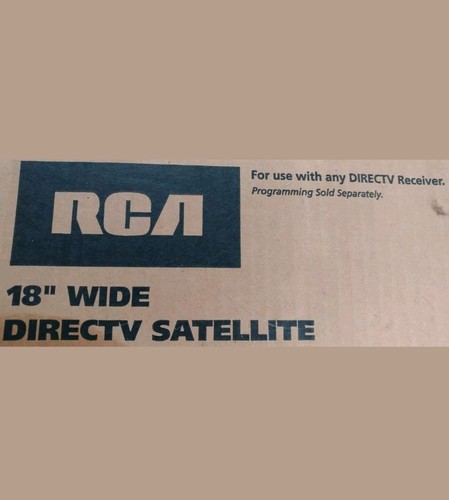 RCA
For use with any DIRECTV Receiver.
Programming Sold Separately.
18" WIDE
DIRECTV SATELLITE